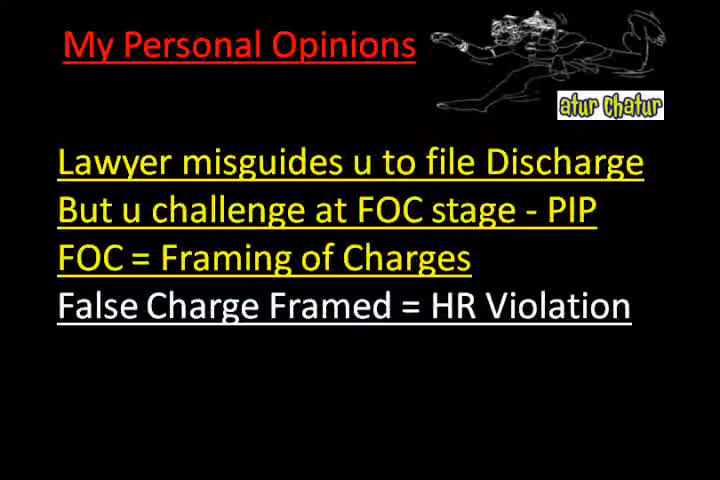 My Personal Opinions
atur chatur
Lawyer misguides u to file Discharge
But u challenge at FOC stage - PIP
FOC = Framing of Charges
False Charge Framed = HR Violation